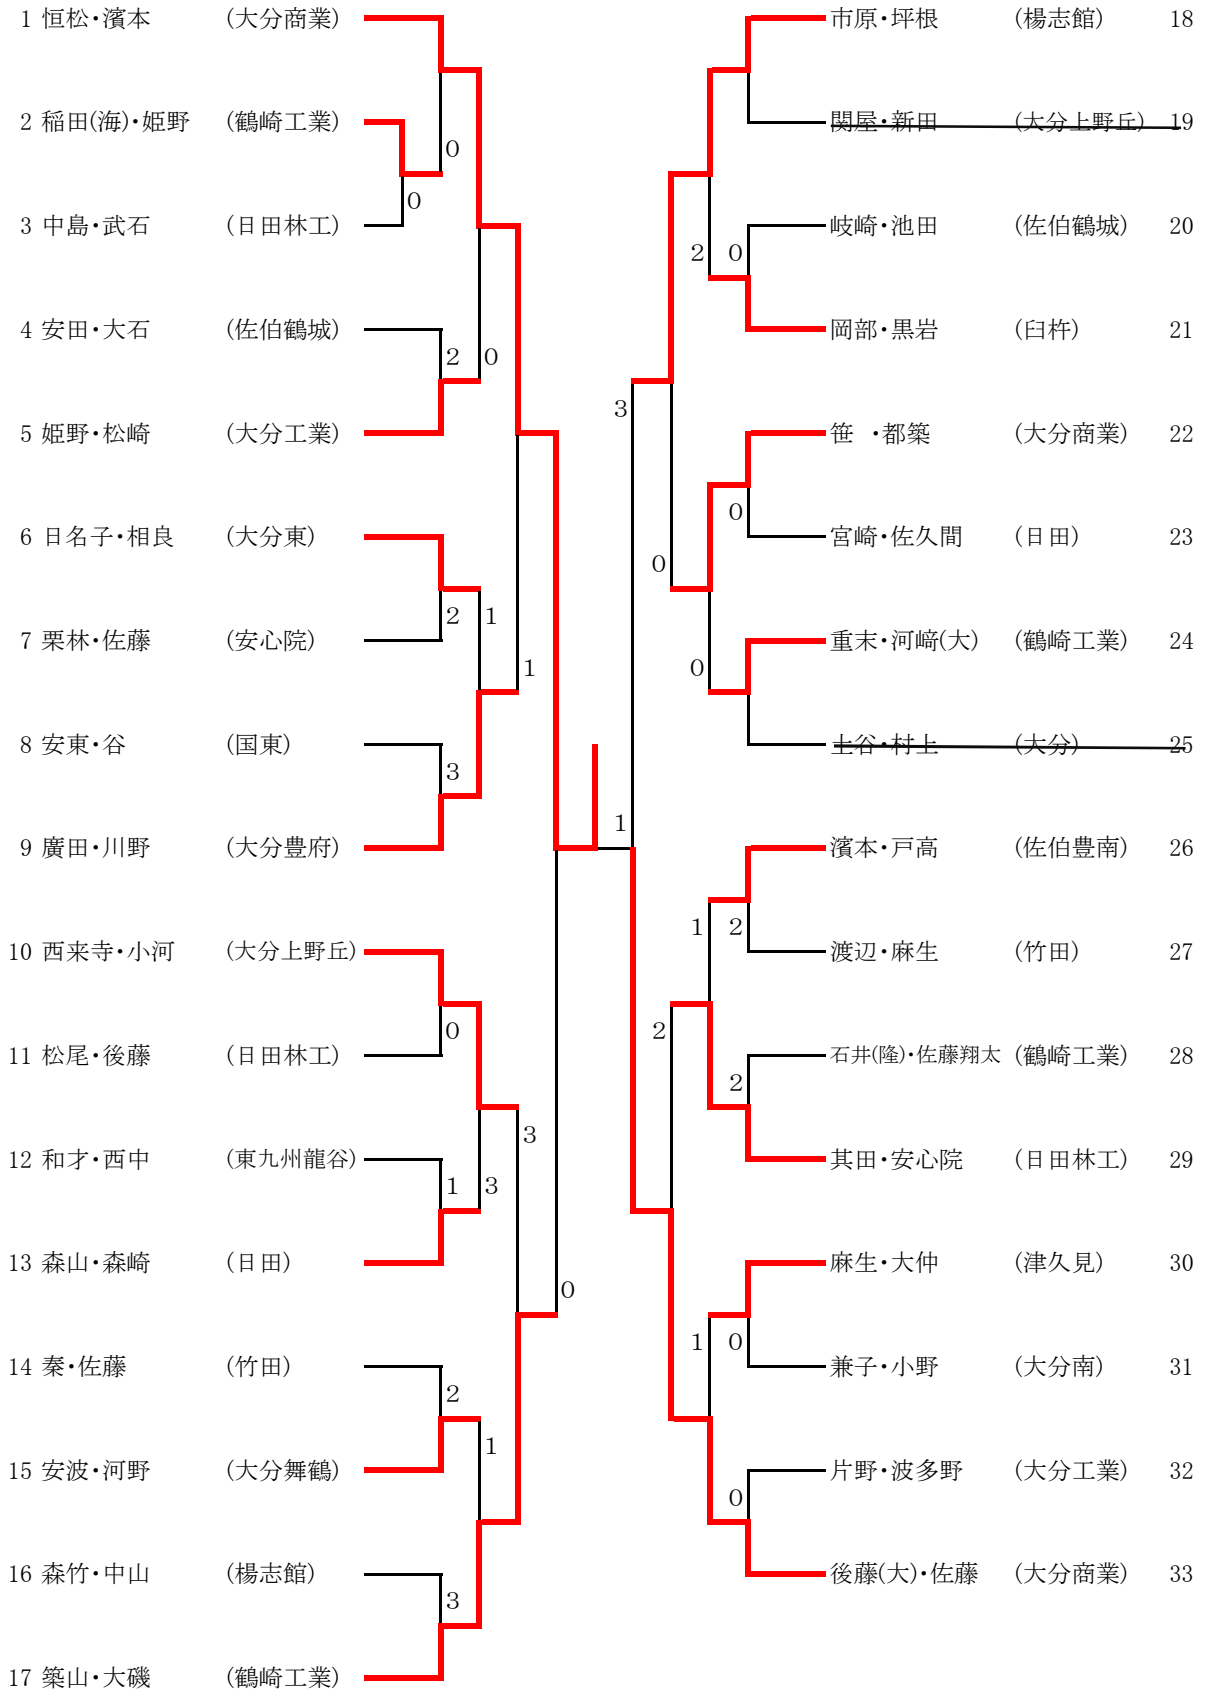 1 恒松・濱本 (大分商業)
2 稲田(海)・姫野 (鶴崎工業)
0
0
3 中島・武石 (日田林工)
4 安田・大石 (佐伯鶴城)
2 0
5 姫野・松崎 (大分工業)
6 日名子・相良 (大分東)
2 1
7 栗林・佐藤 (安心院)
1
8 安東・谷 (国東)
3
9 廣田・川野 (大分豊府)
10 西来寺・小河 (大分上野丘)
0
11 松尾・後藤 (日田林工)
3
12 和才・西中 (東九州龍谷)
1 3
13 森山・森崎 (日田)
0
14 秦・佐藤 (竹田)
2
1
15 安波・河野 (大分舞鶴)
16 森竹・中山 (楊志館)
3
17 築山・大磯 (鶴崎工業)
市原・坪根 (楊志館) 18
関屋・新田 (大分上野丘) 19
岐崎・池田 (佐伯鶴城) 20
2 0
岡部・黒岩 (臼杵) 21
3
笹 ・都築 (大分商業) 22
0
宮崎・佐久間 (日田) 23
0
重末・河﨑(大) (鶴崎工業) 24
0
土谷・村上 (大分) 25
1
濱本・戸高 (佐伯豊南) 26
1 2
渡辺・麻生 (竹田) 27
2
石井(隆)・佐藤翔太 (鶴崎工業) 28
2
其田・安心院 (日田林工) 29
麻生・大仲 (津久見) 30
1 0
兼子・小野 (大分南) 31
片野・波多野 (大分工業) 32
0
後藤(大)・佐藤 (大分商業) 33